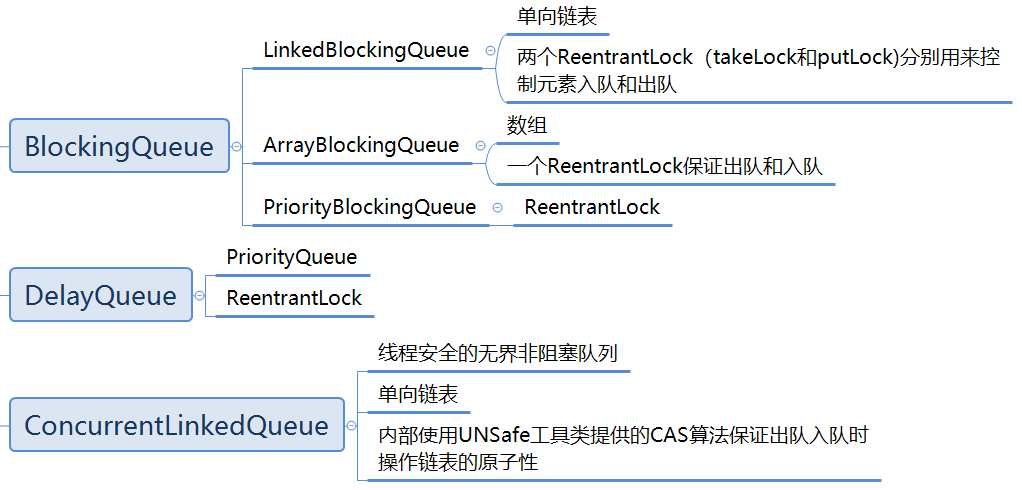 BlockingQueue
LinkedBlockingQueue
单向链表
两个ReentrantLock（takeLock和putLock)分别用来控
制元素入队和出队
ArrayBlockingQueue
数组
一个ReentrantLock保证出队和入队
PriorityBlockingQueue
ReentrantLock
DelayQueue
PriorityQueue
ReentrantLock
ConcurrentLinkedQueue
线程安全的无界非阻塞队列
单向链表
内部使用UNSafe工具类提供的CAS算法保证出队入队时
操作链表的原子性